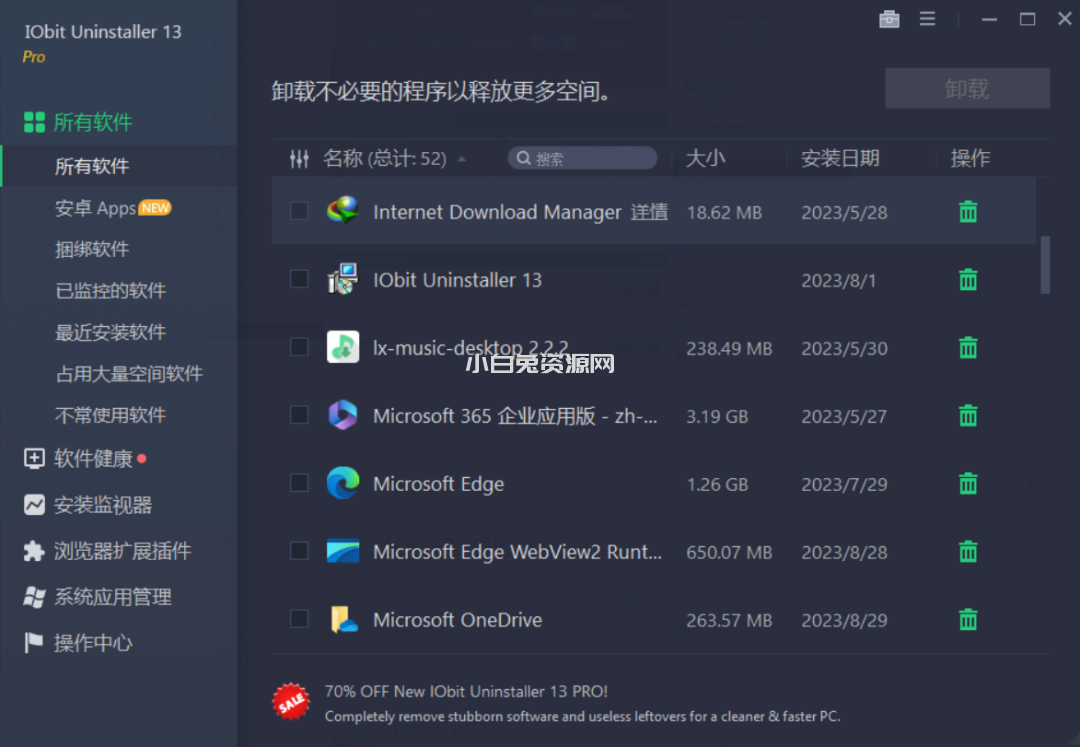 IObit Uninstaller 13
Pro
所有软件
所有软件
安卓 Apps NEW
捆绑软件
已监控的软件
最近安装软件
占用大量空间软件
不常使用软件
软件健康
安装监视器
浏览器扩展插件
系统应用管理
操作中心
卸载不必要的程序以释放更多空间。
卸载
名称 (总计: 52) 搜索 大小 安装日期 操作
Internet Download Manager 详情 18.62 MB 2023/5/28
IObit Uninstaller 13 2023/8/1
lx-music-desktop 2.2.2 238.49 MB 2023/5/30
小白兔资源网
Microsoft 365 企业应用版 - zh-... 3.19 GB 2023/5/27
Microsoft Edge 1.26 GB 2023/7/29
Microsoft Edge WebView2 Runt... 650.07 MB 2023/8/28
Microsoft OneDrive 263.57 MB 2023/8/29
SALE
70% OFF New IObit Uninstaller 13 PRO!
Completely remove stubborn software and useless leftovers for a cleaner & faster PC.